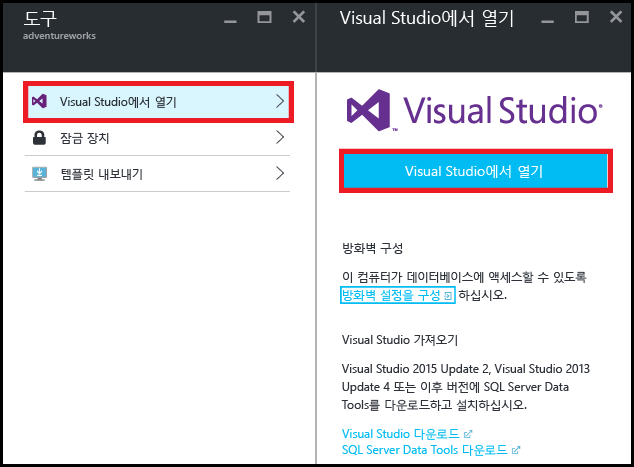 도구
adventureworks
Visual Studio에서 열기
잠금 장치
템플릿 내보내기
Visual Studio에서 열기
Visual Studio
Visual Studio에서 열기
방화벽 구성
이 컴퓨터가 데이터베이스에 액세스할 수 있도록
방화벽 설정을 구성 하십시오.
Visual Studio 가져오기
Visual Studio 2015 Update 2, Visual Studio 2013
Update 4 또는 이후 버전에 SQL Server Data
Tools를 다운로드하고 설치하십시오.
Visual Studio 다운로드
SQL Server Data Tools 다운로드